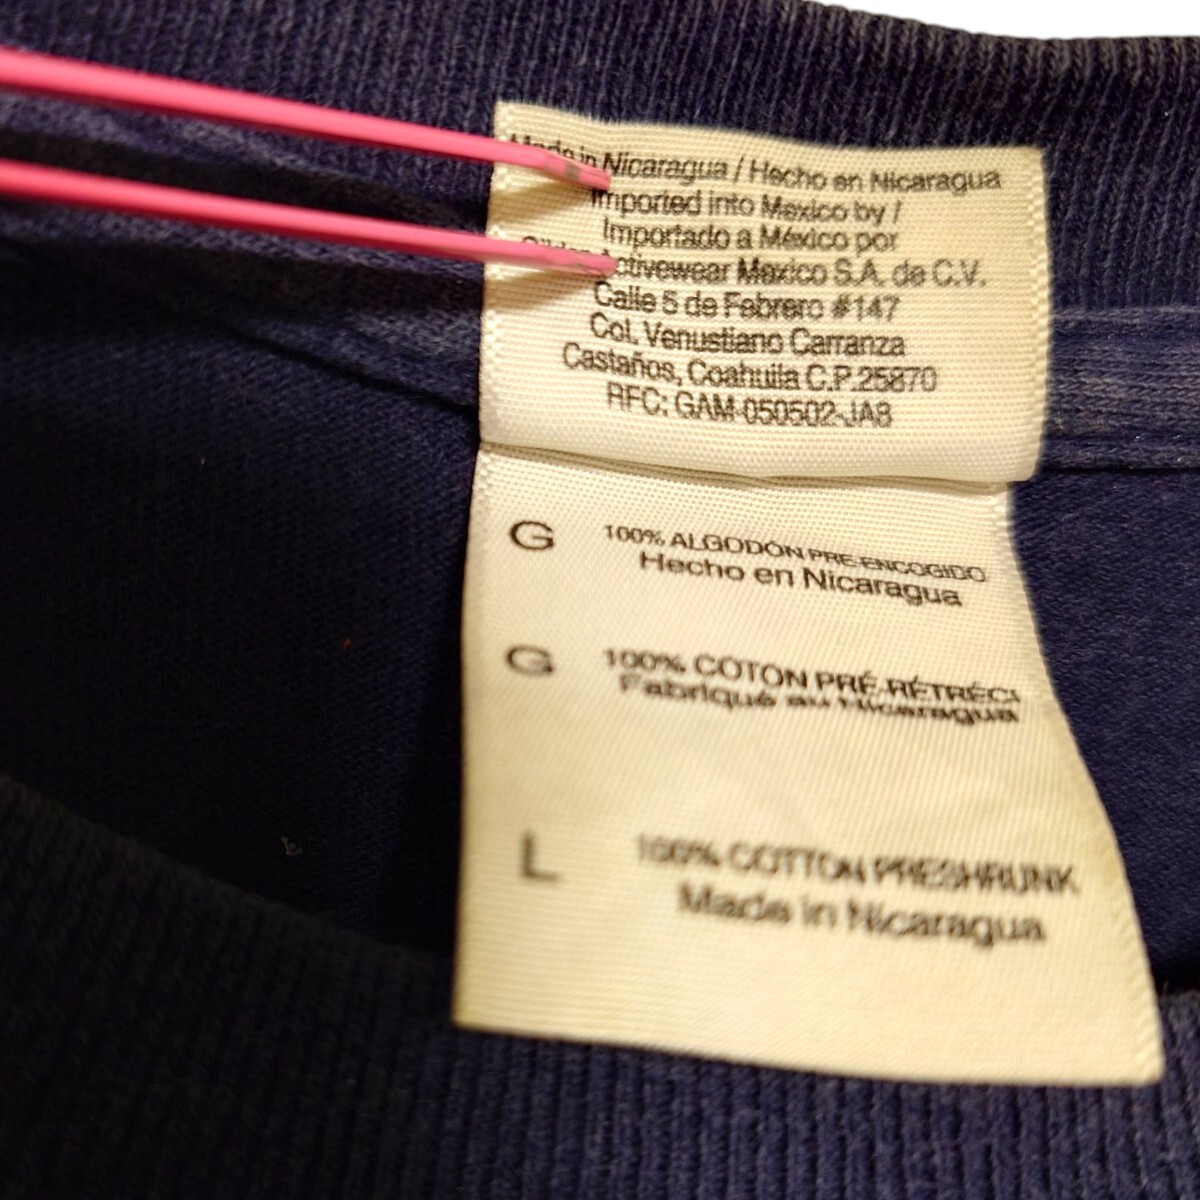 Made in Nicaragua / Hecho en Nicaragua
Imported into Mexico by /
Importado a México por
Activewear Mexico S.A. de C.V.
Calle 5 de Febrero #147
Col. Venustiano Carranza
Castaños, Coahuila C.P.25870
RFC: GAM-050502-JA8
G 100% ALGODÓN PRE-ENCOGIDO
Hecho en Nicaragua
G 100% COTON PRÉ-RÉTRÉCI
Fabriqué au Nicaragua
L 100% COTTON PRESHRUNK
Made in Nicaragua